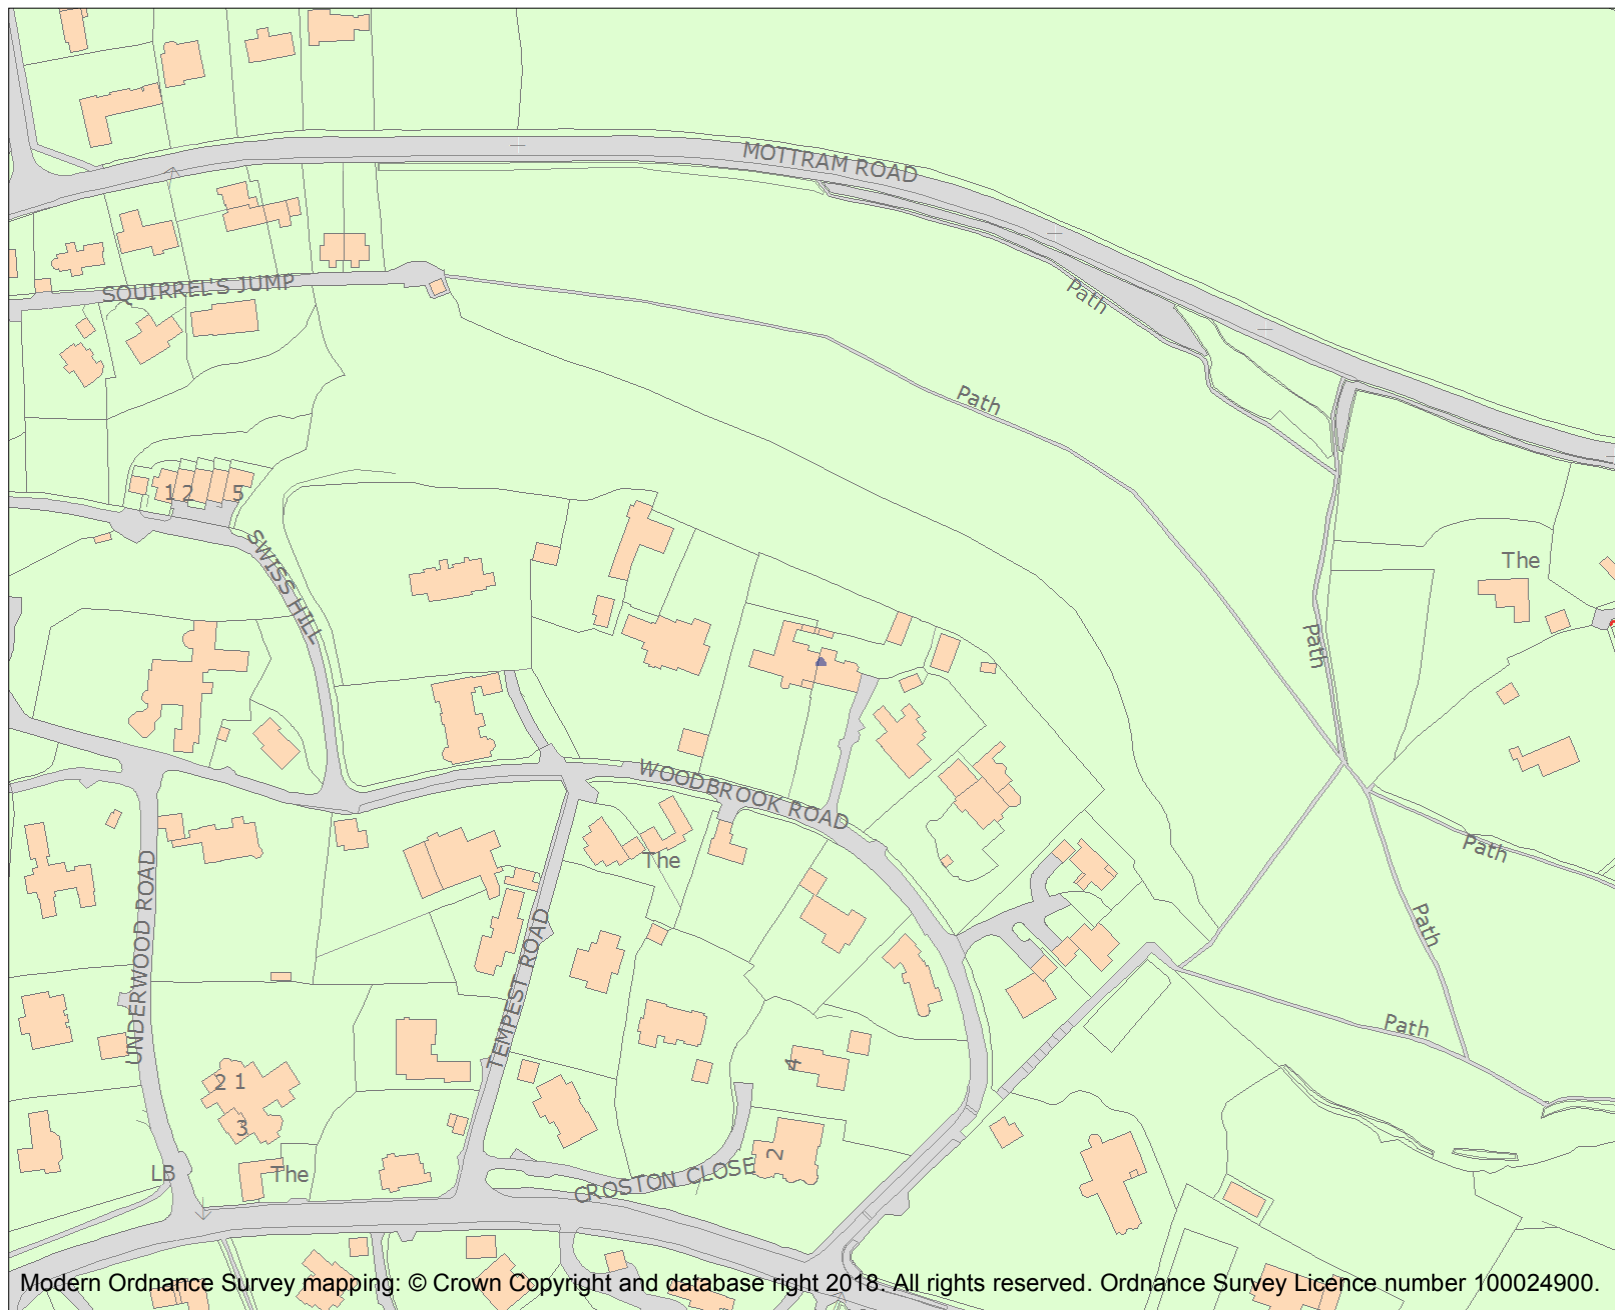 MOTTRAM ROAD
SQUIRREL'S JUMP
Path
Path
1 2 5
SWISS HILL
The
Path
WOODBROOK ROAD
The
Path
UNDERWOOD ROAD
TEMPEST ROAD
Path
Path
4
2 1
3
2
LB
The
CROSTON CLOSE
Modern Ordnance Survey mapping: © Crown Copyright and database right 2018. All rights reserved. Ordnance Survey Licence number 100024900.